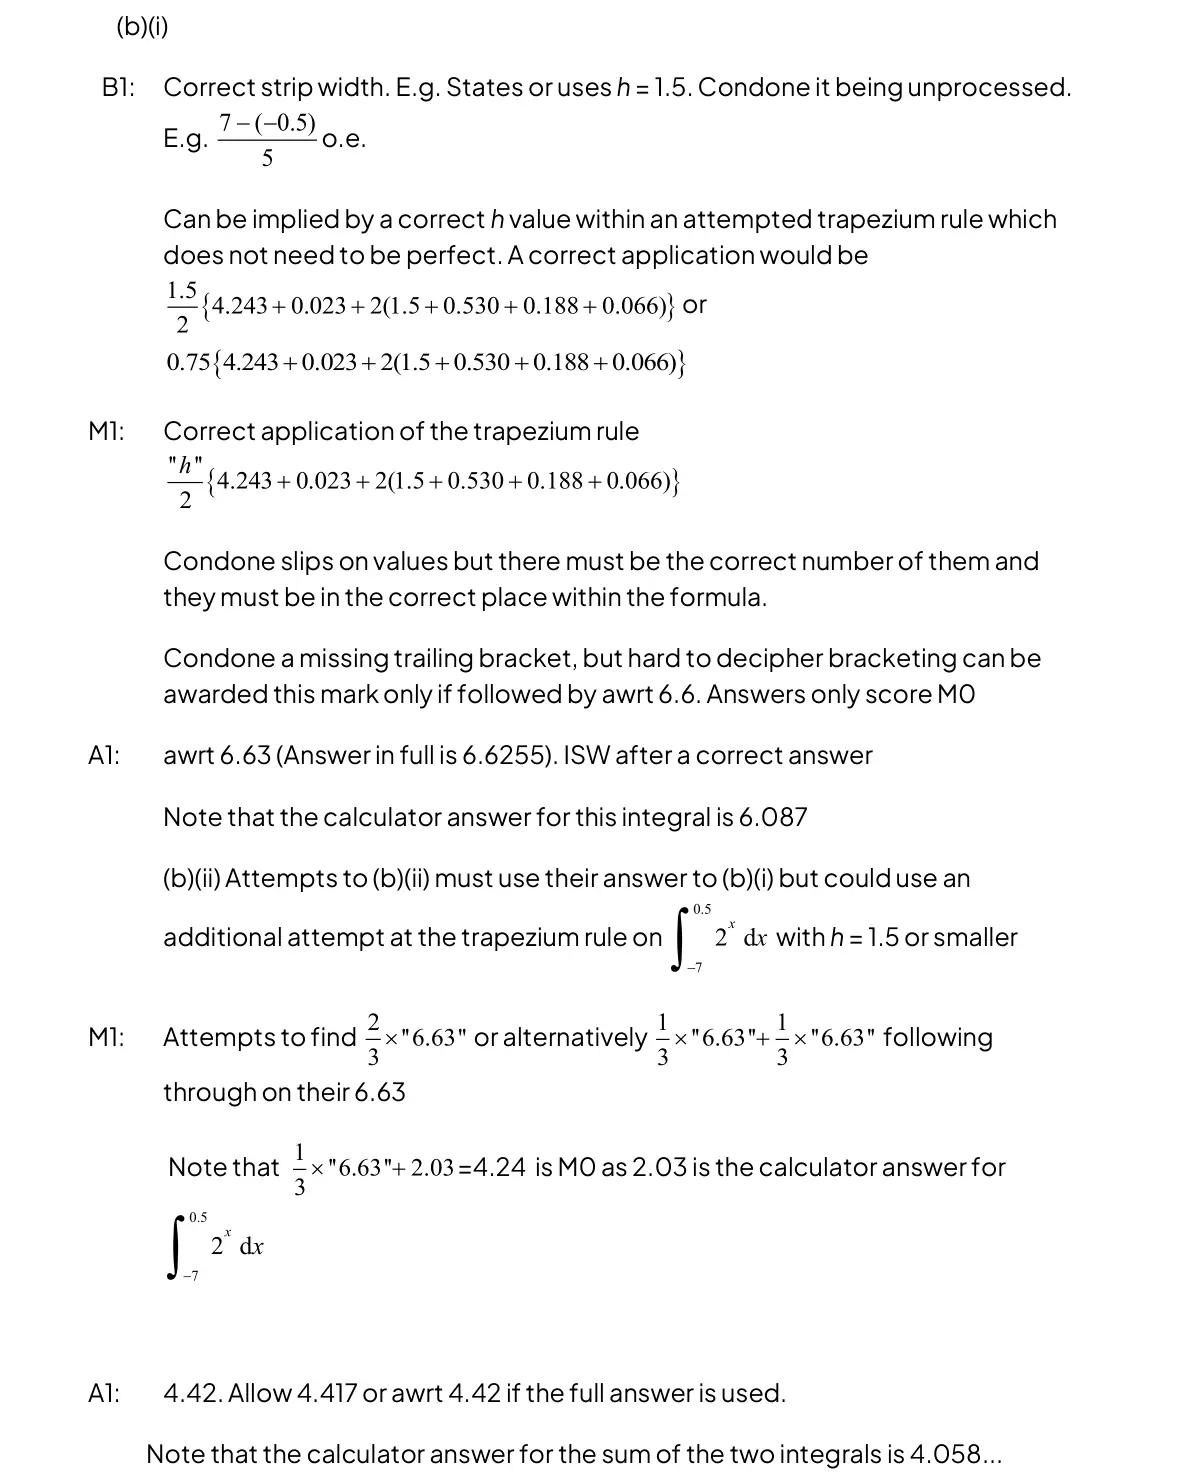 (b)(i)
B1: Correct strip width. E.g. States or uses h = 1.5. Condone it being unprocessed.
E.g. \frac{7-(-0.5)}{5} o.e.
Can be implied by a correct h value within an attempted trapezium rule which
does not need to be perfect. A correct application would be
\frac{1.5}{2}{4.243+0.023+2(1.5+0.530+0.188+0.066)} or
0.75{4.243+0.023+2(1.5+0.530+0.188+0.066)}
M1: Correct application of the trapezium rule
\frac{"h"}{2}{4.243+0.023+2(1.5+0.530+0.188+0.066)}
Condone slips on values but there must be the correct number of them and
they must be in the correct place within the formula.
Condone a missing trailing bracket, but hard to decipher bracketing can be
awarded this mark only if followed by awrt 6.6. Answers only score M0
A1: awrt 6.63 (Answer in full is 6.6255). ISW after a correct answer
Note that the calculator answer for this integral is 6.087
(b)(ii) Attempts to (b)(ii) must use their answer to (b)(i) but could use an
additional attempt at the trapezium rule on \int_{-7}^{0.5} 2^x dx with h = 1.5 or smaller
M1: Attempts to find \frac{2}{3}×"6.63" or alternatively \frac{1}{3}×"6.63"+\frac{1}{3}×"6.63" following
through on their 6.63
Note that \frac{1}{3}×"6.63"+2.03=4.24 is M0 as 2.03 is the calculator answer for
\int_{-7}^{0.5} 2^x dx
A1: 4.42. Allow 4.417 or awrt 4.42 if the full answer is used.
Note that the calculator answer for the sum of the two integrals is 4.058...